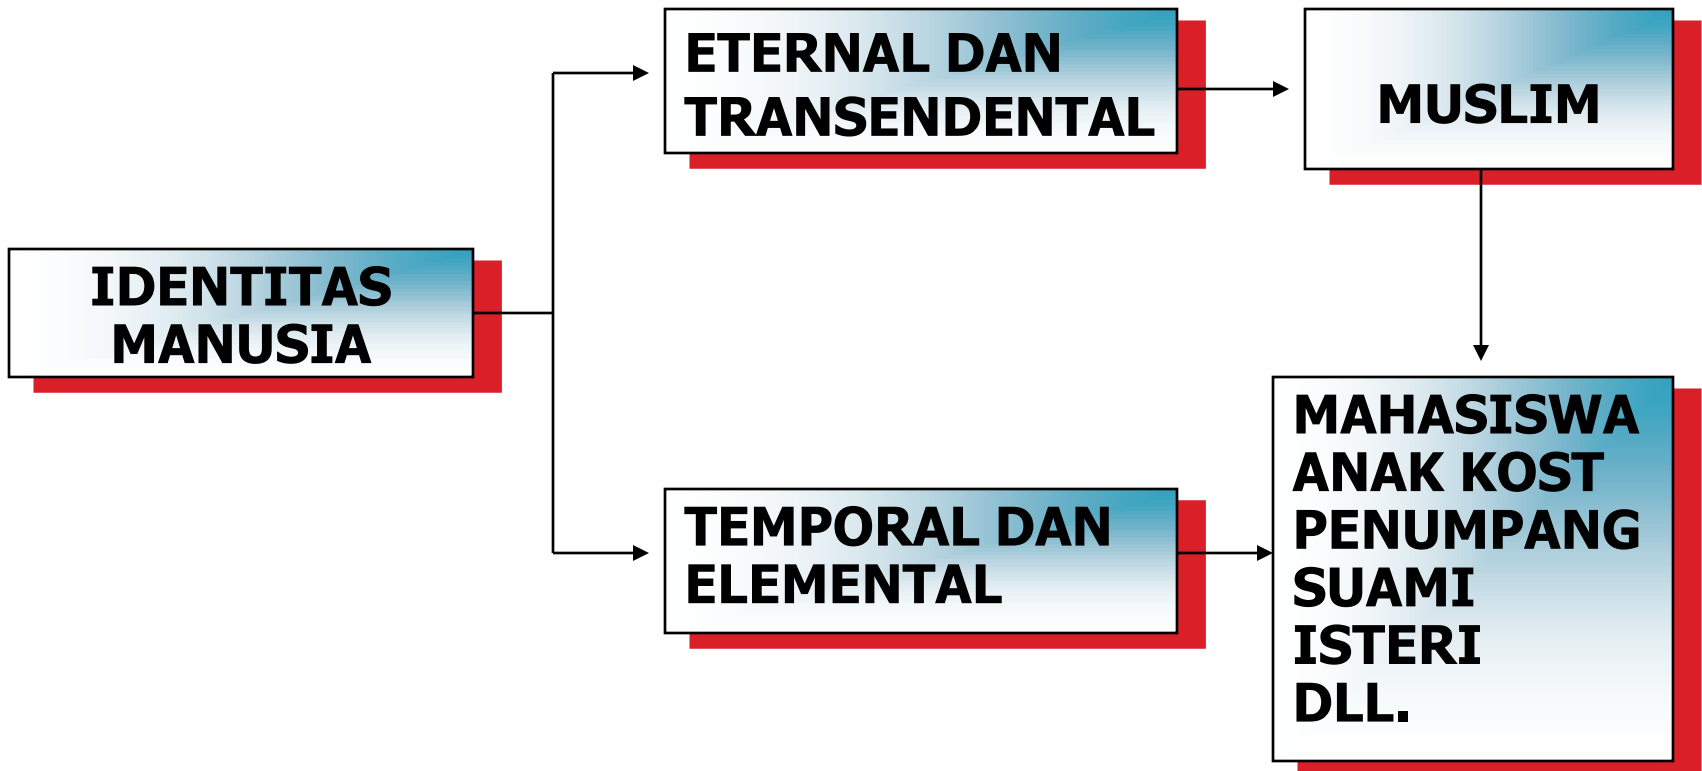 ETERNAL DAN
TRANSENDENTAL
MUSLIM
IDENTITAS
MANUSIA
TEMPORAL DAN
ELEMENTAL
MAHASISWA
ANAK KOST
PENUMPANG
SUAMI
ISTERI
DLL.